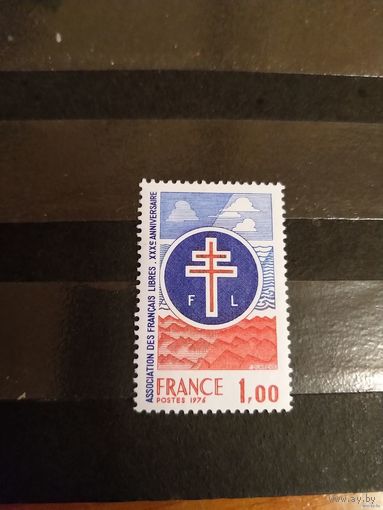 ASSOCIATION DES FRANÇAIS LIBRES . XXXe ANNIVERSAIRE
F L
FRANCE 1,00
POSTES 1976
www.ay.by